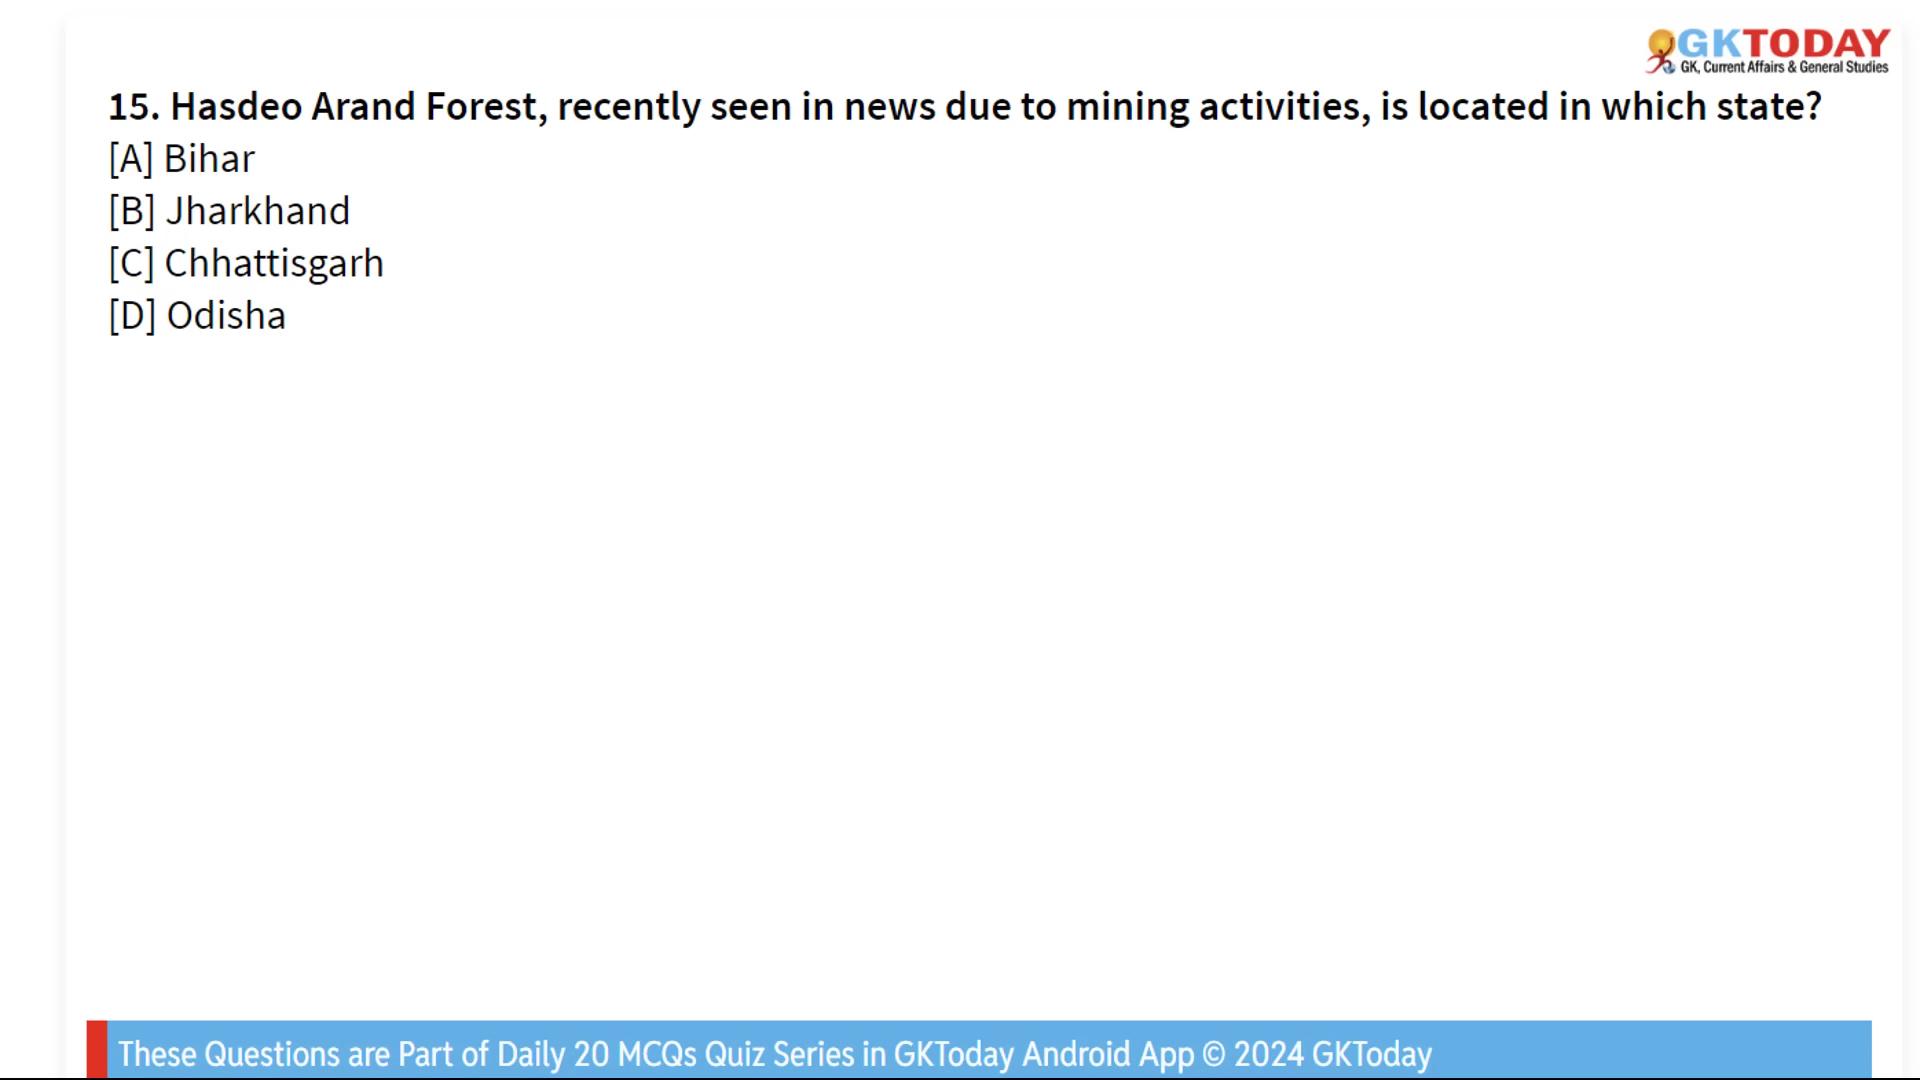 GKTODAY
GK, Current Affairs & General Studies
15. Hasdeo Arand Forest, recently seen in news due to mining activities, is located in which state?
[A] Bihar
[B] Jharkhand
[C] Chhattisgarh
[D] Odisha
These Questions are Part of Daily 20 MCQs Quiz Series in GKToday Android App © 2024 GKToday